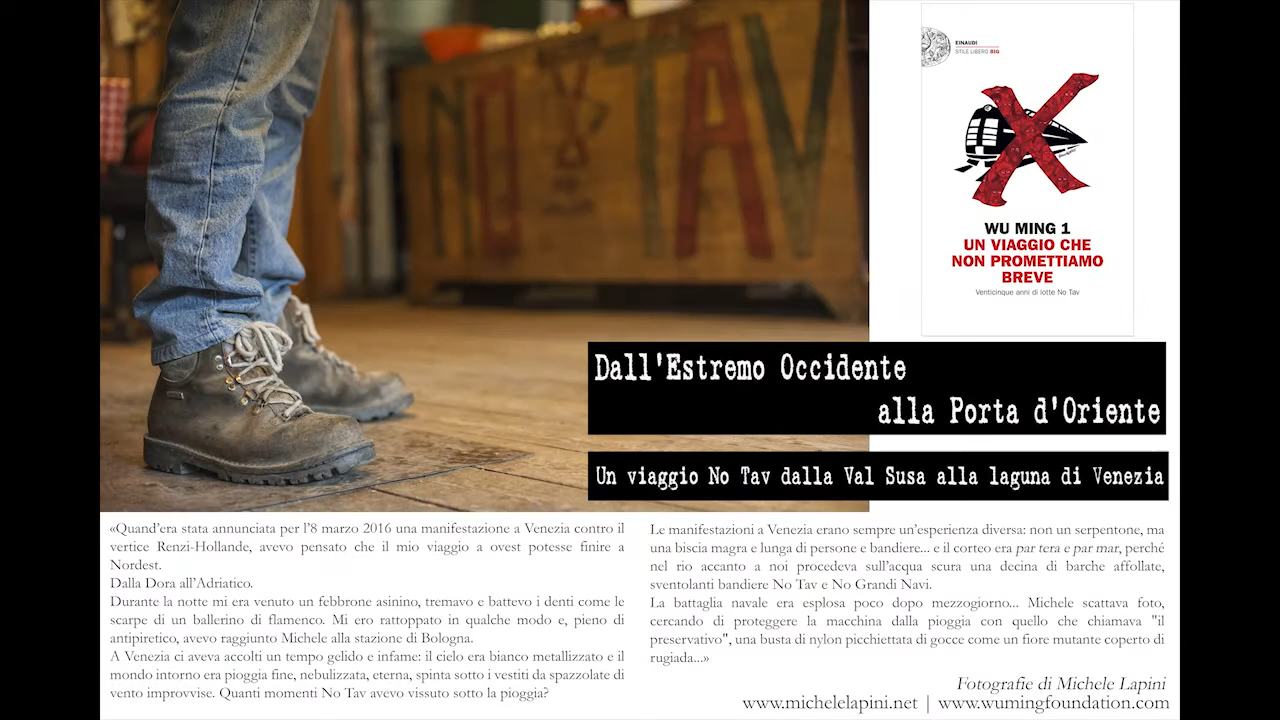 NO TAV
EINAUDI
STILE LIBERO BIG
WU MING 1
UN VIAGGIO CHE
NON PROMETTIAMO
BREVE
Venticinque anni di lotte No Tav
Dall'Estremo Occidente
alla Porta d'Oriente
Un viaggio No Tav dalla Val Susa alla laguna di Venezia
«Quand'era stata annunciata per l'8 marzo 2016 una manifestazione a Venezia contro il
vertice Renzi-Hollande, avevo pensato che il mio viaggio a ovest potesse finire a
Nordest.
Dalla Dora all'Adriatico.
Durante la notte mi era venuto un febbrone asinino, tremavo e battevo i denti come le
scarpe di un ballerino di flamenco. Mi ero rattoppato in qualche modo e, pieno di
antipiretico, avevo raggiunto Michele alla stazione di Bologna.
A Venezia ci aveva accolti un tempo gelido e infame: il cielo era bianco metallizzato e il
mondo intorno era pioggia fine, nebulizzata, eterna, spinta sotto i vestiti da spazzolate di
vento improvvise. Quanti momenti No Tav avevo vissuto sotto la pioggia?
Le manifestazioni a Venezia erano sempre un'esperienza diversa: non un serpentone, ma
una biscia magra e lunga di persone e bandiere... e il corteo era par tera e par mar, perché
nel rio accanto a noi procedeva sull'acqua scura una decina di barche affollate,
sventolanti bandiere No Tav e No Grandi Navi.
La battaglia navale era esplosa poco dopo mezzogiorno... Michele scattava foto,
cercando di proteggere la macchina dalla pioggia con quello che chiamava "il
preservativo", una busta di nylon picchiettata di gocce come un fiore mutante coperto di
rugiada...»
Fotografie di Michele Lapini
www.michelelapini.net | www.wumingfoundation.com